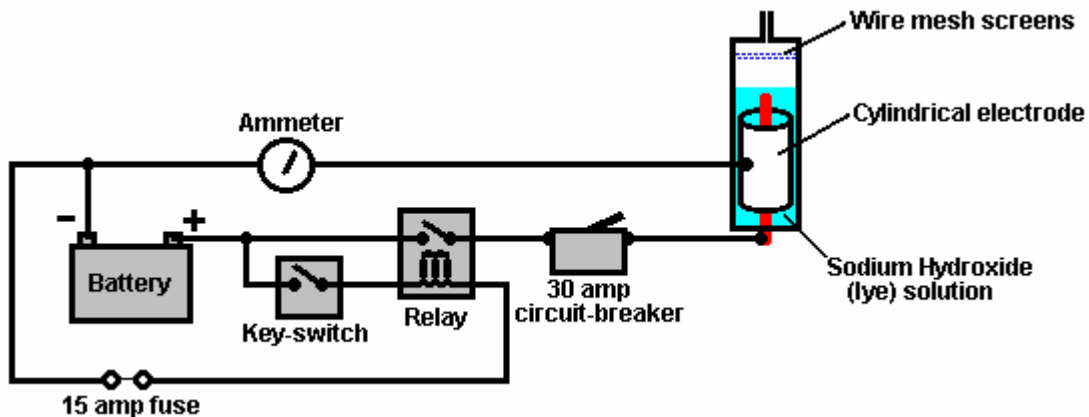 Wire mesh screens
Cylindrical electrode
Ammeter
-
+
Battery
Key-switch
Relay
30 amp
circuit-breaker
Sodium Hydroxide
(lye) solution
15 amp fuse